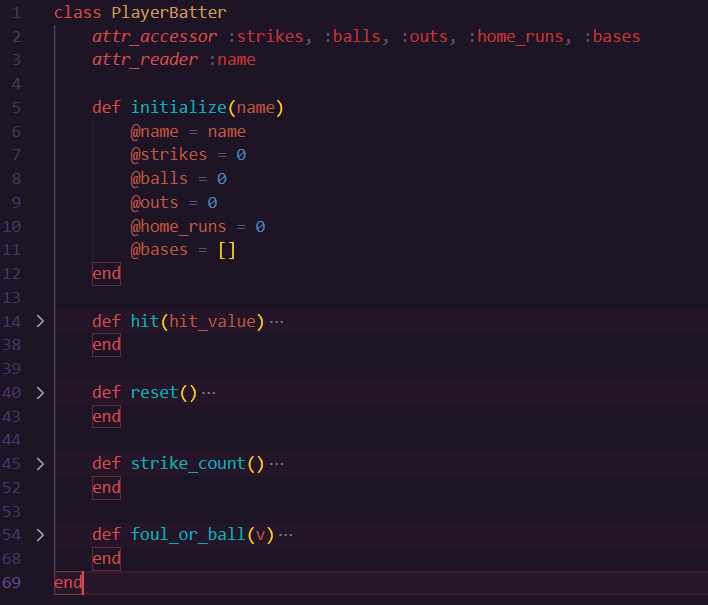 1 class PlayerBatter
2     attr_accessor :strikes, :balls, :outs, :home_runs, :bases
3     attr_reader :name
4
5     def initialize(name)
6         @name = name
7         @strikes = 0
8         @balls = 0
9         @outs = 0
10         @home_runs = 0
11         @bases = []
12     end
13
14 >   def hit(hit_value)···
38     end
39
40 >   def reset()···
43     end
44
45 >   def strike_count()···
52     end
53
54 >   def foul_or_ball(v)···
68     end
69 end